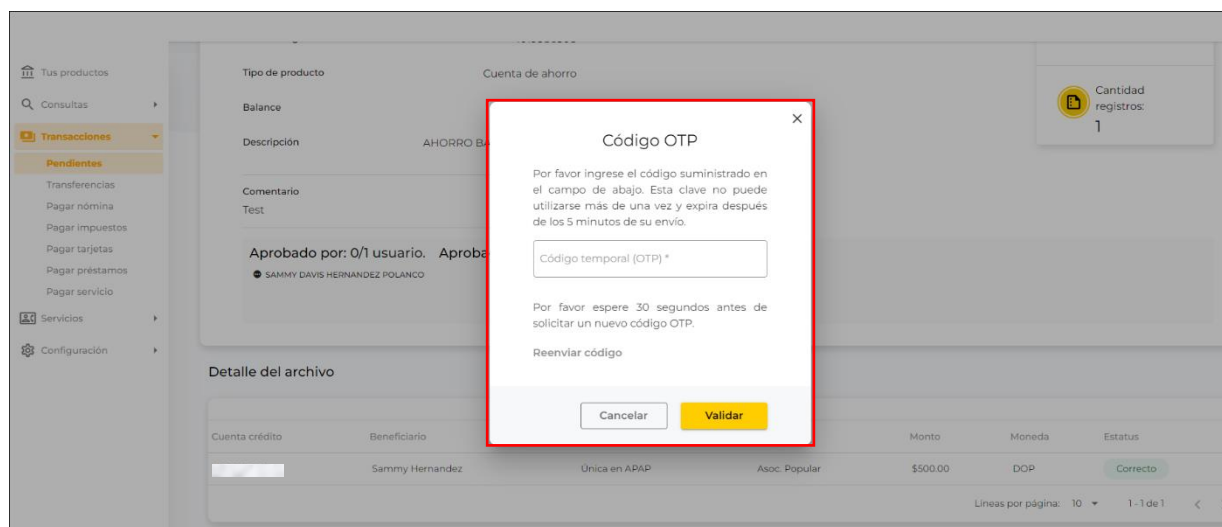 Tus productos
Consultas
Transacciones
Pendientes
Transferencias
Pagar nómina
Pagar impuestos
Pagar tarjetas
Pagar préstamos
Pagar servicio
Servicios
Configuración
Tipo de producto
Cuenta de ahorro
Balance
Descripción
AHORRO
Comentario
Test
Aprobado por: 0/1 usuario.
SAMMY DAVIS HERNANDEZ POLANCO
Cantidad
registros:
1
Código OTP
Por favor ingrese el código suministrado en
el campo de abajo. Esta clave no puede
utilizarse más de una vez y expira después
de los 5 minutos de su envío.
Código temporal (OTP) *
Por favor espere 30 segundos antes de
solicitar un nuevo código OTP.
Reenviar código
Cancelar
Validar
Detalle del archivo
Cuenta crédito
Beneficiario
Monto
Moneda
Estatus
Sammy Hernandez
Única en APAP
Asoc. Popular
$500.00
DOP
Correcto
Líneas por página: 10
1 - 1 de 1